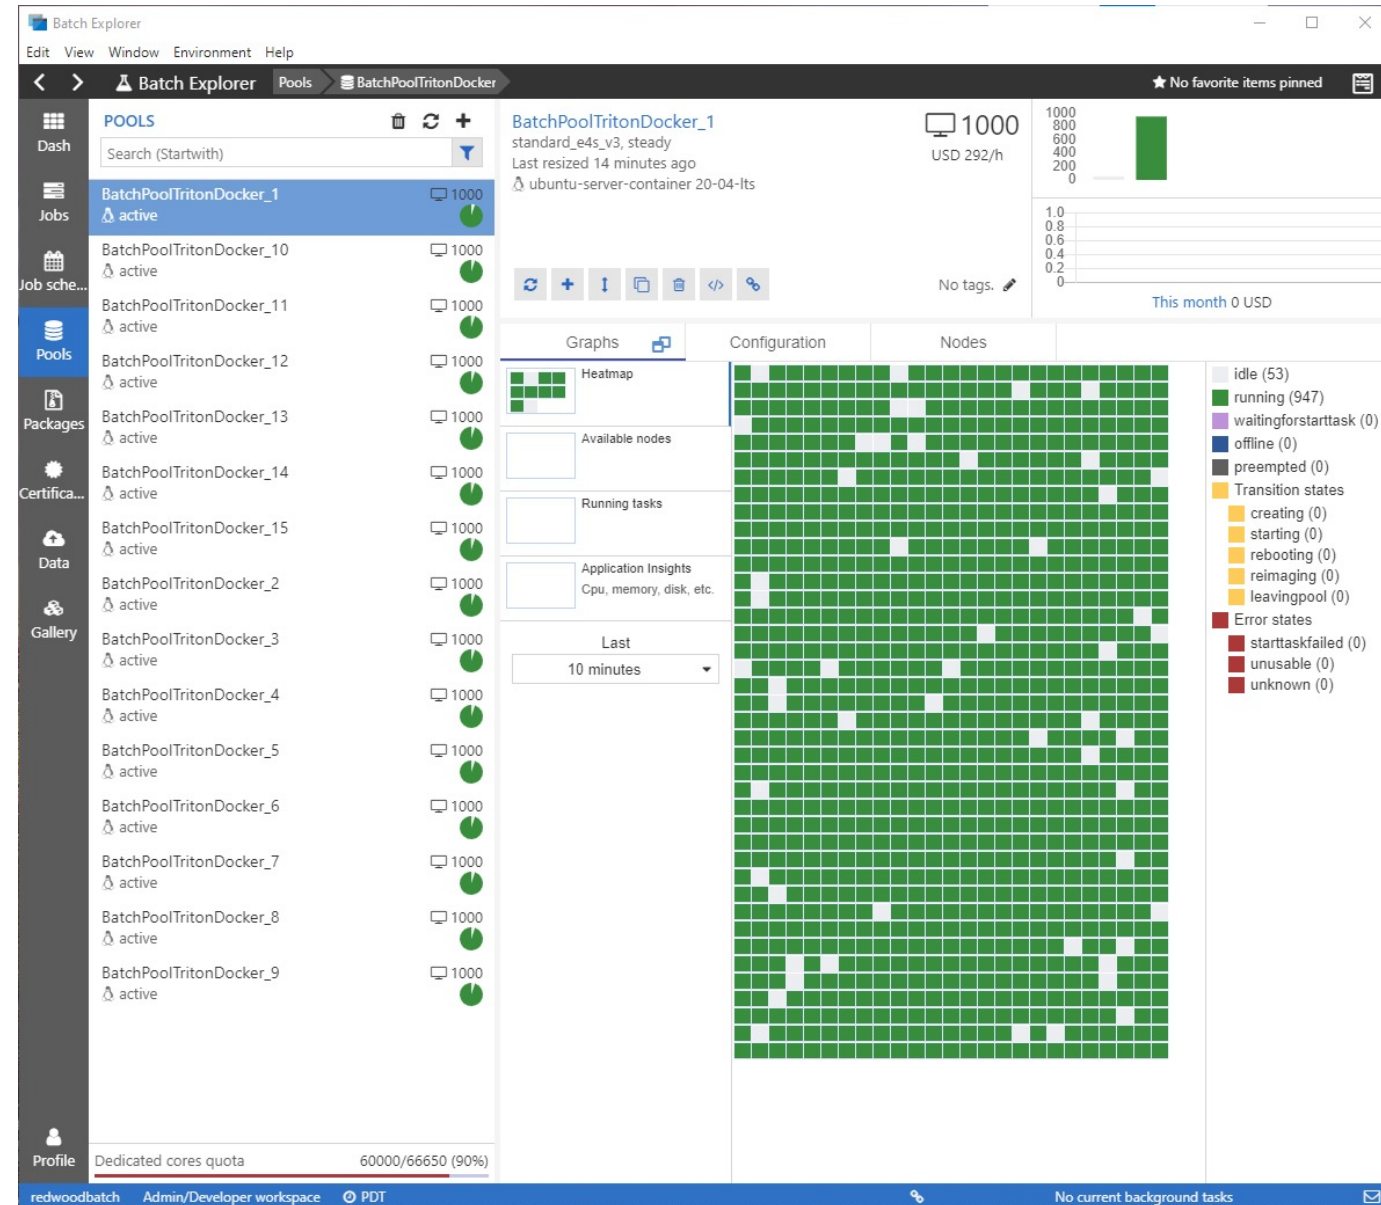 Batch Explorer
Edit View Window Environment Help
Batch Explorer Pools BatchPoolTritonDocker
No favorite items pinned
Dash
Jobs
Job sche...
Pools
Packages
Certifica...
Data
Gallery
Profile
POOLS
Search (Startwith)
BatchPoolTritonDocker_1 1000
active
BatchPoolTritonDocker_10 1000
active
BatchPoolTritonDocker_11 1000
active
BatchPoolTritonDocker_12 1000
active
BatchPoolTritonDocker_13 1000
active
BatchPoolTritonDocker_14 1000
active
BatchPoolTritonDocker_15 1000
active
BatchPoolTritonDocker_2 1000
active
BatchPoolTritonDocker_3 1000
active
BatchPoolTritonDocker_4 1000
active
BatchPoolTritonDocker_5 1000
active
BatchPoolTritonDocker_6 1000
active
BatchPoolTritonDocker_7 1000
active
BatchPoolTritonDocker_8 1000
active
BatchPoolTritonDocker_9 1000
active
Dedicated cores quota 60000/66650 (90%)
BatchPoolTritonDocker_1
standard_e4s_v3, steady
Last resized 14 minutes ago
ubuntu-server-container 20-04-lts
1000
USD 292/h
No tags.
1000
800
600
400
200
0
1.0
0.8
0.6
0.4
0.2
0
This month 0 USD
Graphs Configuration Nodes
Heatmap
Available nodes
Running tasks
Application Insights
Cpu, memory, disk, etc.
Last
10 minutes
idle (53)
running (947)
waitingforstarttask (0)
offline (0)
preempted (0)
Transition states
creating (0)
starting (0)
rebooting (0)
reimaging (0)
leavingpool (0)
Error states
starttaskfailed (0)
unusable (0)
unknown (0)
redwoodbatch Admin/Developer workspace PDT No current background tasks